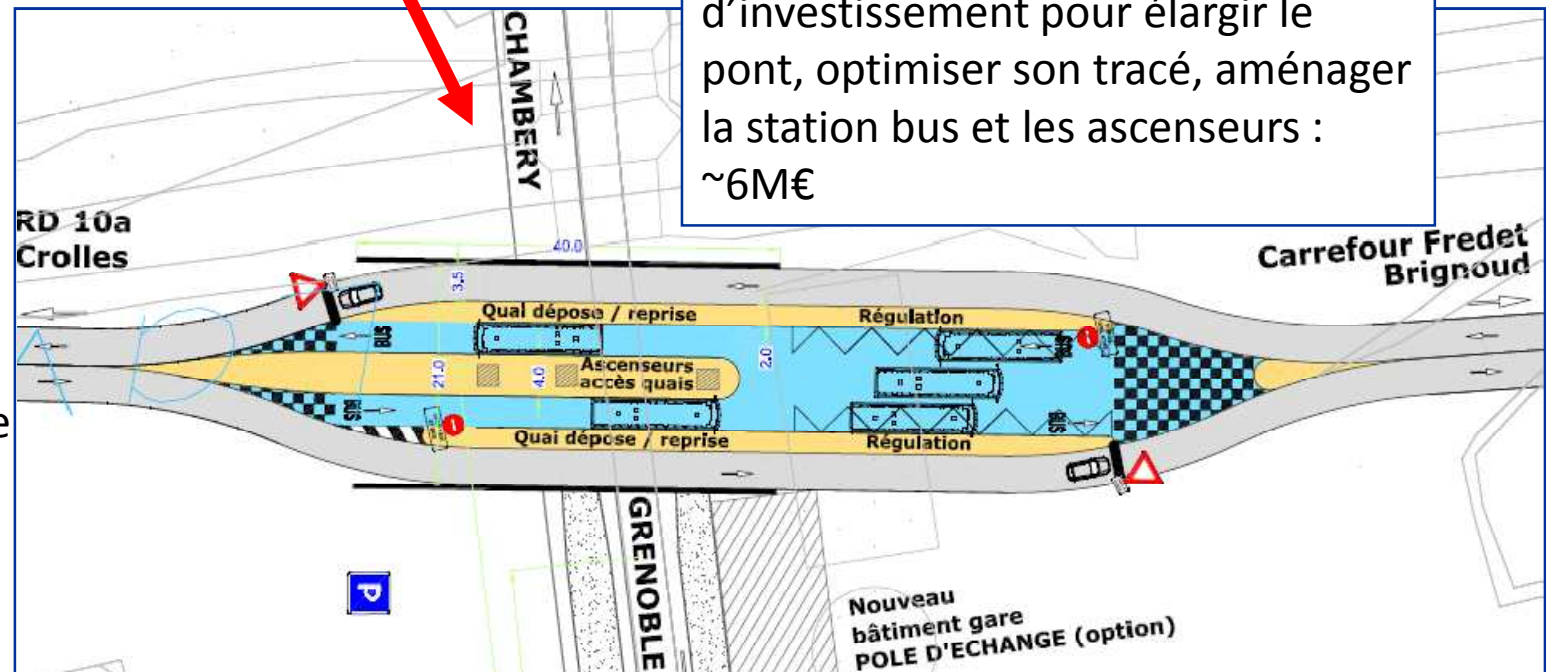 d’investissement pour élargir le
pont, optimiser son tracé, aménager
la station bus et les ascenseurs :
~6M€
CHAMBERY
RD 10a
Crolles
40.0
Carrefour Fredet
Brignoud
3.5
Quai dépose / reprise
Régulation
BUS
BUS
Ascenseurs
accès quais
21.0
4.0
2.0
e
BUS
BUS
Quai dépose / reprise
Régulation
GRENOBLE
P
Nouveau
bâtiment gare
POLE D'ECHANGE (option)